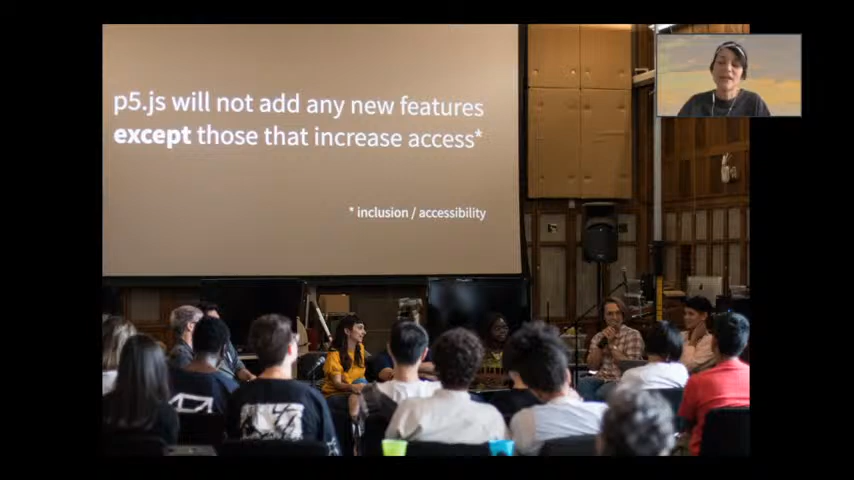 p5.js will not add any new features
except those that increase access*
* inclusion / accessibility